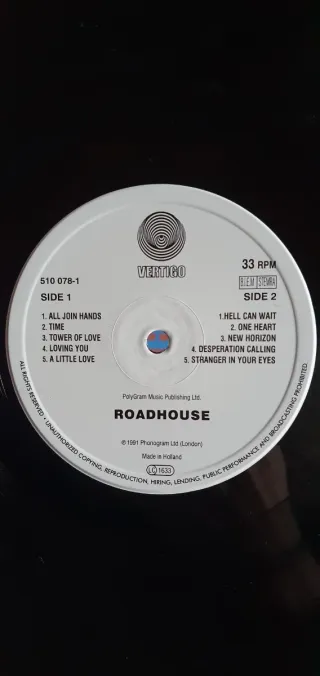 VERTIGO
510 078-1
33 RPM
BIEM STEMRA
SIDE 1
SIDE 2
1. ALL JOIN HANDS
2. TIME
3. TOWER OF LOVE
4. LOVING YOU
5. A LITTLE LOVE
1.HELL CAN WAIT
2. ONE HEART
3. NEW HORIZON
4. DESPERATION CALLING
5. STRANGER IN YOUR EYES
PolyGram Music Publishing Ltd.
ROADHOUSE
℗ 1991 Phonogram Ltd (London)
Made in Holland
LC 1633
ALL RIGHTS RESERVED • UNAUTHORIZED COPYING, REPRODUCTION, HIRING, LENDING, PUBLIC PERFORMANCE AND BROADCASTING PROHIBITED